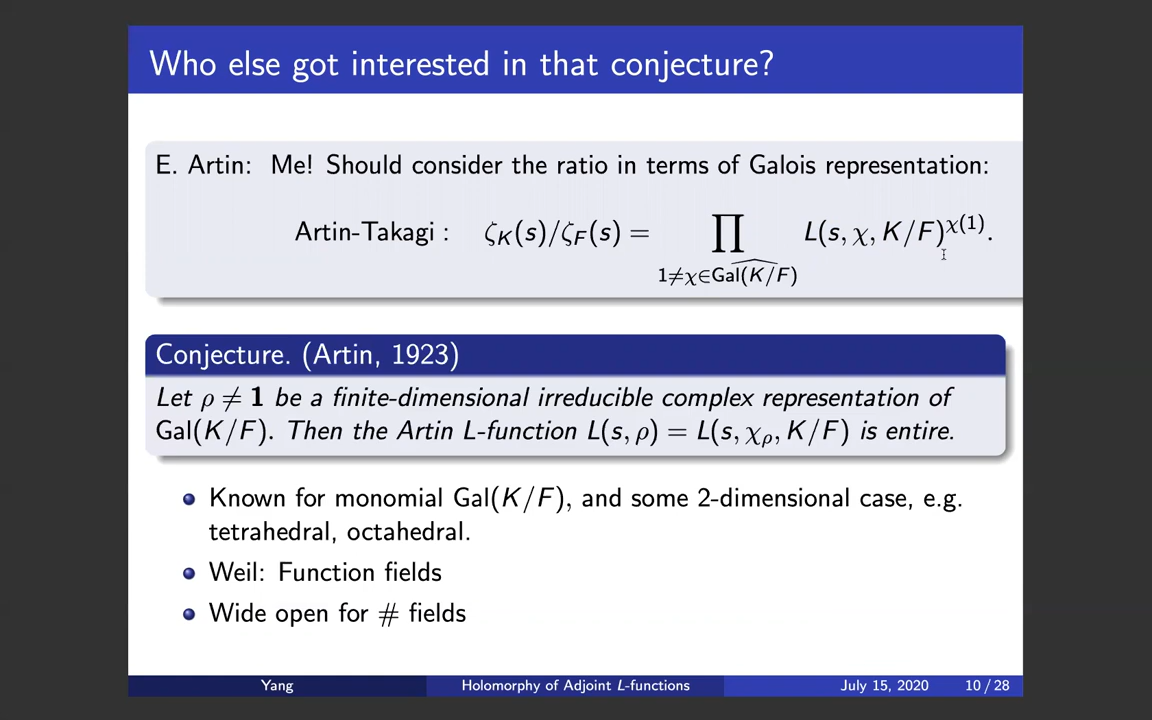 Who else got interested in that conjecture?
E. Artin: Me! Should consider the ratio in terms of Galois representation:
Artin-Takagi : ζ_K(s)/ζ_F(s) = ∏_{1≠χ∈\widehat{Gal(K/F)}} L(s, χ, K/F)^{χ(1)}.
Conjecture. (Artin, 1923)
Let ρ ≠ 1 be a finite-dimensional irreducible complex representation of
Gal(K/F). Then the Artin L-function L(s, ρ) = L(s, χ_ρ, K/F) is entire.
Known for monomial Gal(K/F), and some 2-dimensional case, e.g.
tetrahedral, octahedral.
Weil: Function fields
Wide open for # fields
Yang Holomorphy of Adjoint L-functions July 15, 2020 10 / 28